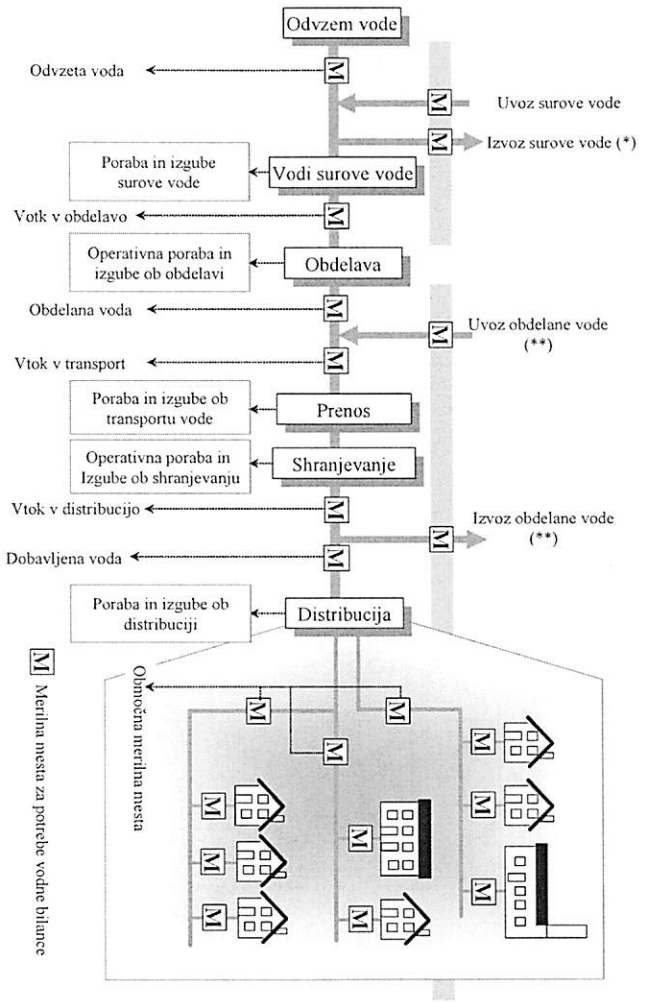 Odvzem vode
M
Odvzeta voda
M
Uvoz surove vode
M
Izvoz surove vode (*)
Poraba in izgube
surove vode
Vodi surove vode
Votk v obdelavo
M
Operativna poraba in
izgube ob obdelavi
Obdelava
Obdelana voda
M
M
Uvoz obdelane vode
(**)
Vtok v transport
M
Poraba in izgube ob
transportu vode
Prenos
Operativna poraba in
Izgube ob shranjevanju
Shranjevanje
Vtok v distribucijo
M
M
Izvoz obdelane vode
(**)
Dobavljena voda
M
Poraba in izgube ob
distribuciji
Distribucija
M
Merilna mesta za potrebe vodne bilance
Območna merilna mesta
M
M
M
M
M
M
M
M
M
M
M
M